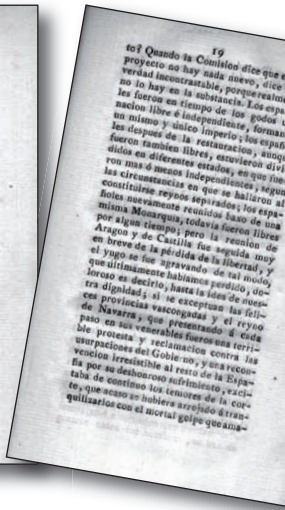 19
to? Quando la Comision dice que e
proyecto no hay nada nuevo, dice
verdad incontrastable, porque realme
no lo hay en la substancia. Los espa
les fueron en tiempo de los godos
nacion libre é independiente, forman
un mismo y único imperio; los españ
les despues de la restauracion, aunqu
fueron tambien libres, estuvieron divi
didos en diferentes estados, en que fue
ron mas ó menos independientes, segun
las circunstancias en que se hallaron al
constituirse reynos separados; los espa-
ñoles nuevamente reunidos baxo de una
misma Monarquia, todavia fueron libres
por algun tiempo; pero la reunion de
Aragon y de Castilla fue seguida muy
en breve de la pérdida de la libertad, y
el yugo se fue agravando de tal modo,
que últimamente habiamos perdido, do-
loroso es decirlo, hasta la idea de nues-
tra dignidad; si se exceptuan las feli-
ces provincias vascongadas y el reyno
de Navarra, que presentando á cada
paso en sus venerables fueros una terri-
ble protesta y reclamacion contra las
usurpaciones del Gobierno, y una recon-
vencion irresistible al resto de la Espa-
ña por su deshonroso sufrimiento, exci-
taba de continuo los temores de la cor-
te, que acaso se hubiera arrojado á tran-
quilizarlos con el mortal golpe que ama-